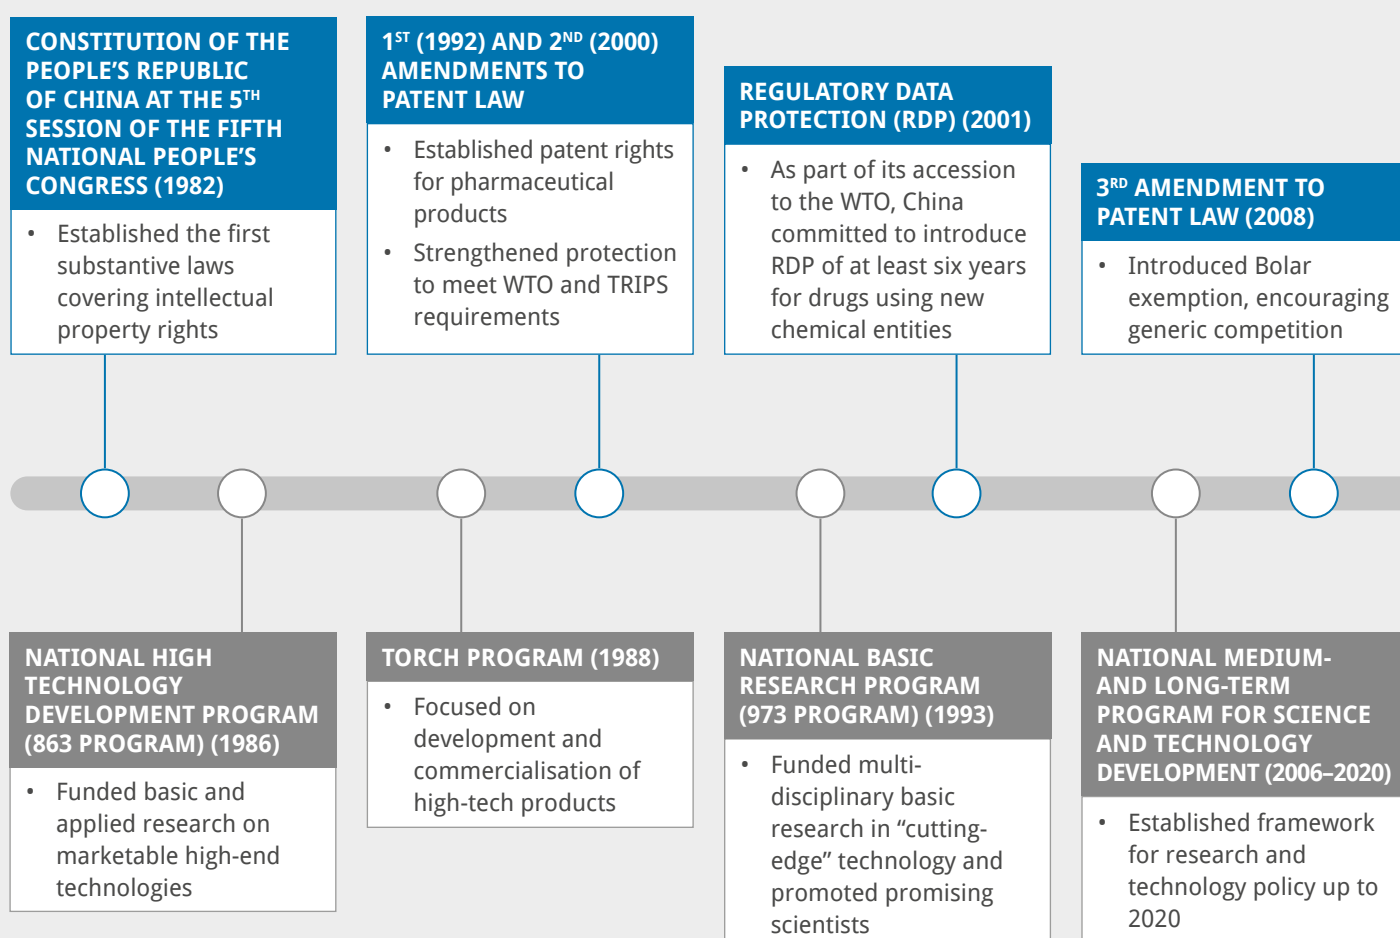 CONSTITUTION OF THE
PEOPLE’S REPUBLIC
OF CHINA AT THE 5TH
SESSION OF THE FIFTH
NATIONAL PEOPLE’S
CONGRESS (1982)
• Established the first
substantive laws
covering intellectual
property rights
1ST (1992) AND 2ND (2000)
AMENDMENTS TO
PATENT LAW
• Established patent rights
for pharmaceutical
products
• Strengthened protection
to meet WTO and TRIPS
requirements
REGULATORY DATA
PROTECTION (RDP) (2001)
• As part of its accession
to the WTO, China
committed to introduce
RDP of at least six years
for drugs using new
chemical entities
3RD AMENDMENT TO
PATENT LAW (2008)
• Introduced Bolar
exemption, encouraging
generic competition
NATIONAL HIGH
TECHNOLOGY
DEVELOPMENT PROGRAM
(863 PROGRAM) (1986)
• Funded basic and
applied research on
marketable high-end
technologies
TORCH PROGRAM (1988)
• Focused on
development and
commercialisation of
high-tech products
NATIONAL BASIC
RESEARCH PROGRAM
(973 PROGRAM) (1993)
• Funded multi-
disciplinary basic
research in “cutting-
edge” technology and
promoted promising
scientists
NATIONAL MEDIUM-
AND LONG-TERM
PROGRAM FOR SCIENCE
AND TECHNOLOGY
DEVELOPMENT (2006–2020)
• Established framework
for research and
technology policy up to
2020